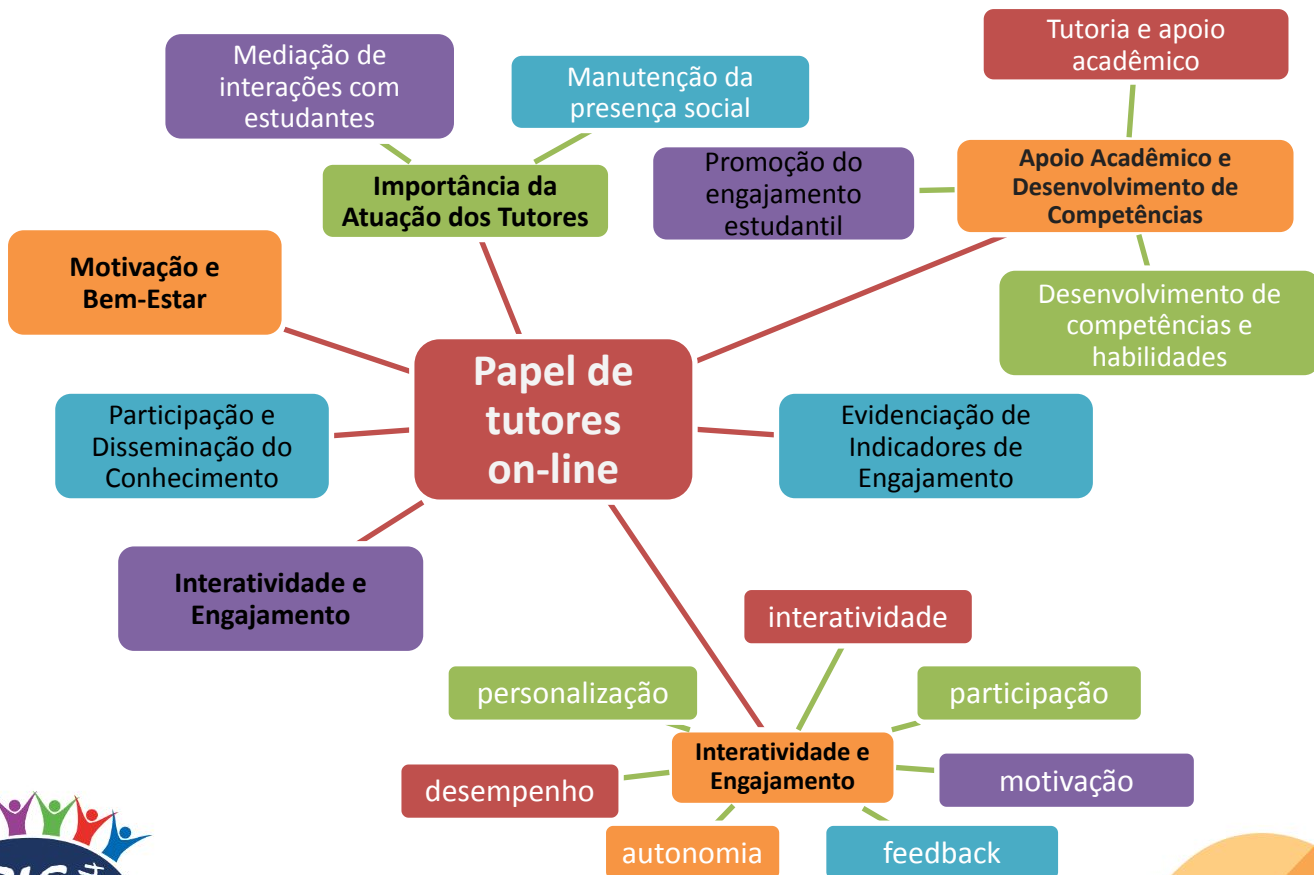 Mediação de
interações com
estudantes
Manutenção da
presença social
Tutoria e apoio
acadêmico
Importância da
Atuação dos Tutores
Promoção do
engajamento
estudantil
Apoio Acadêmico e
Desenvolvimento de
Competências
Motivação e
Bem-Estar
Desenvolvimento de
competências e
habilidades
Papel de
tutores
on-line
Participação e
Disseminação do
Conhecimento
Evidenciação de
Indicadores de
Engajamento
Interatividade e
Engajamento
interatividade
personalização
participação
Interatividade e
Engajamento
desempenho
motivação
autonomia
feedback